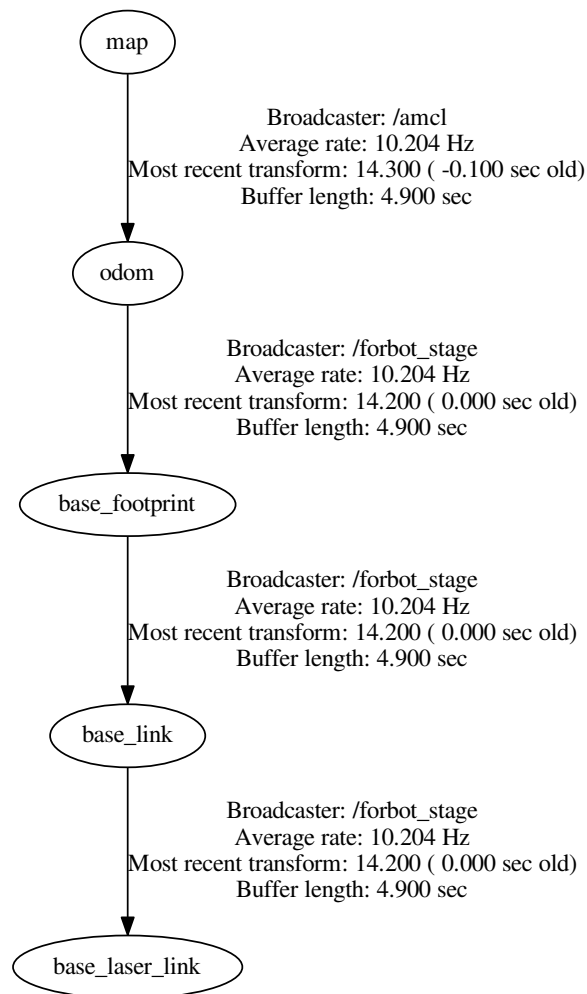 map
Broadcaster: /amcl
Average rate: 10.204 Hz
Most recent transform: 14.300 ( -0.100 sec old)
Buffer length: 4.900 sec
odom
Broadcaster: /forbot_stage
Average rate: 10.204 Hz
Most recent transform: 14.200 ( 0.000 sec old)
Buffer length: 4.900 sec
base_footprint
Broadcaster: /forbot_stage
Average rate: 10.204 Hz
Most recent transform: 14.200 ( 0.000 sec old)
Buffer length: 4.900 sec
base_link
Broadcaster: /forbot_stage
Average rate: 10.204 Hz
Most recent transform: 14.200 ( 0.000 sec old)
Buffer length: 4.900 sec
base_laser_link